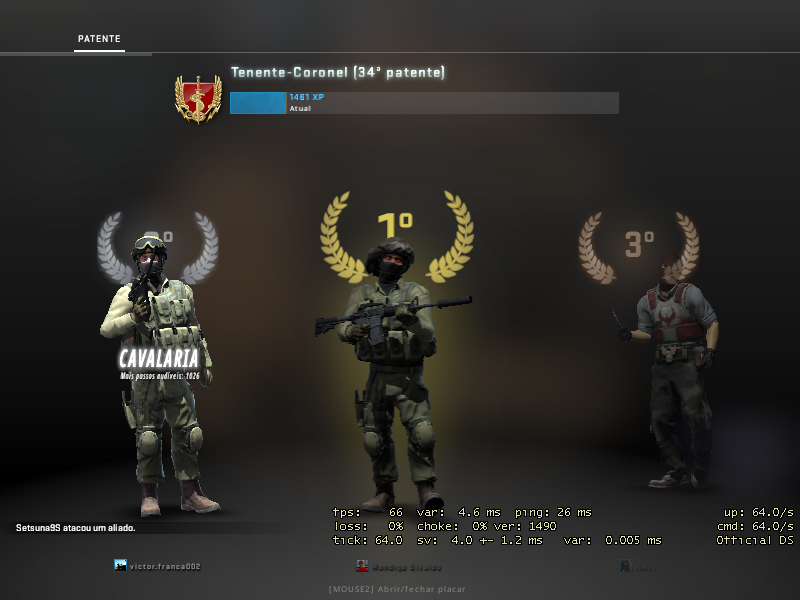 PATENTE
Tenente-Coronel (34ª patente)
1461 XP
Atual
1º
3º
CAVALARIA
Mais passos audíveis: 1026
Setsuna9S atacou um aliado.
fps: 66 var: 4.6 ms ping: 26 ms
loss: 0% choke: 0% ver: 1490
tick: 64.0 sv: 4.0 +- 1.2 ms var: 0.005 ms
up: 64.0/s
cmd: 64.0/s
Official DS
victor.franca002
Mendigo
[MOUSE2] Abrir/fechar placar